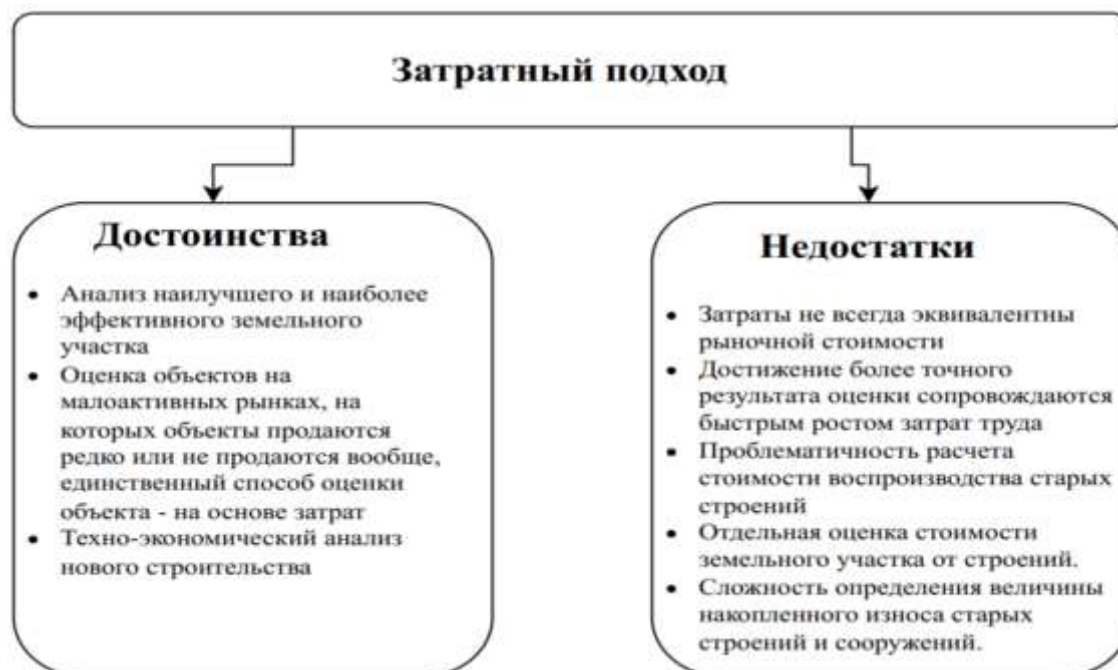 Затратный подход
Достоинства
• Анализ наилучшего и наиболее
эффективного земельного
участка
• Оценка объектов на
малоактивных рынках, на
которых объекты продаются
редко или не продаются вообще,
единственный способ оценки
объекта - на основе затрат
• Техно-экономический анализ
нового строительства
Недостатки
• Затраты не всегда эквивалентны
рыночной стоимости
• Достижение более точного
результата оценки сопровождаются
быстрым ростом затрат труда
• Проблематичность расчета
стоимости воспроизводства старых
строений
• Отдельная оценка стоимости
земельного участка от строений.
• Сложность определения величины
накопленного износа старых
строений и сооружений.